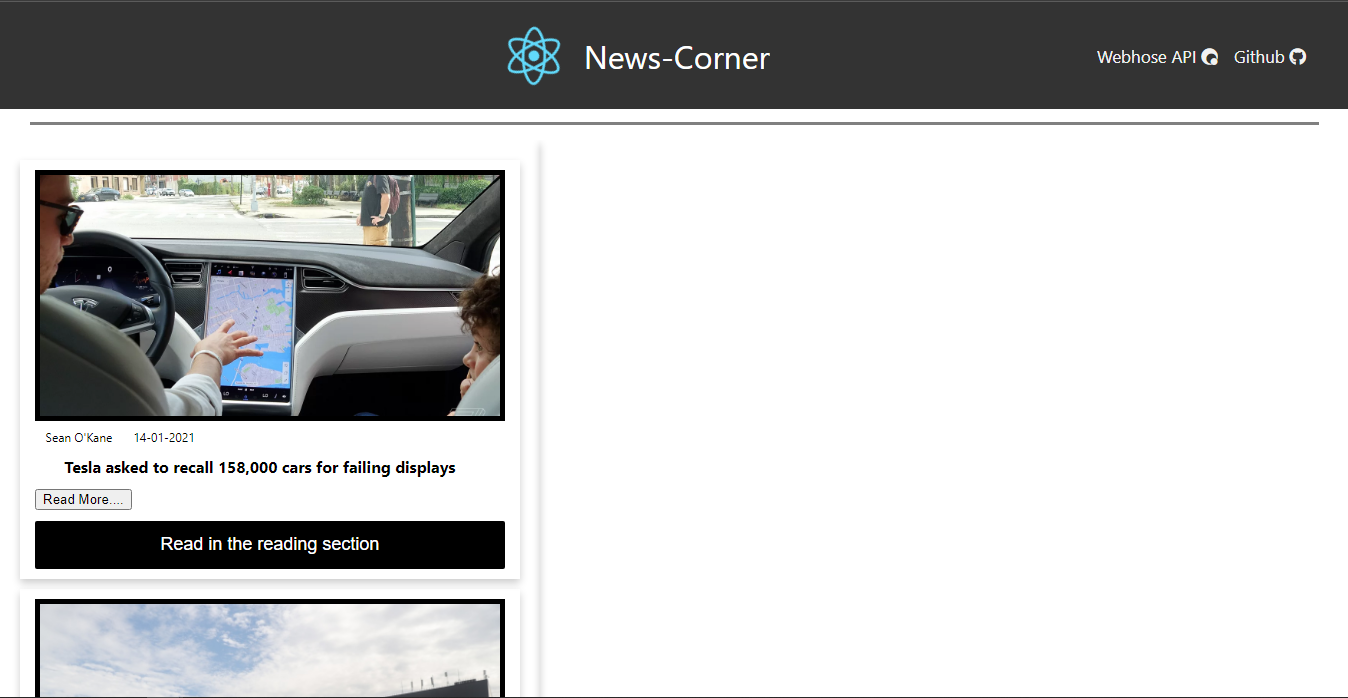 News-Corner
Webhose API
Github
Sean O'Kane 14-01-2021
Tesla asked to recall 158,000 cars for failing displays
Read More....
Read in the reading section